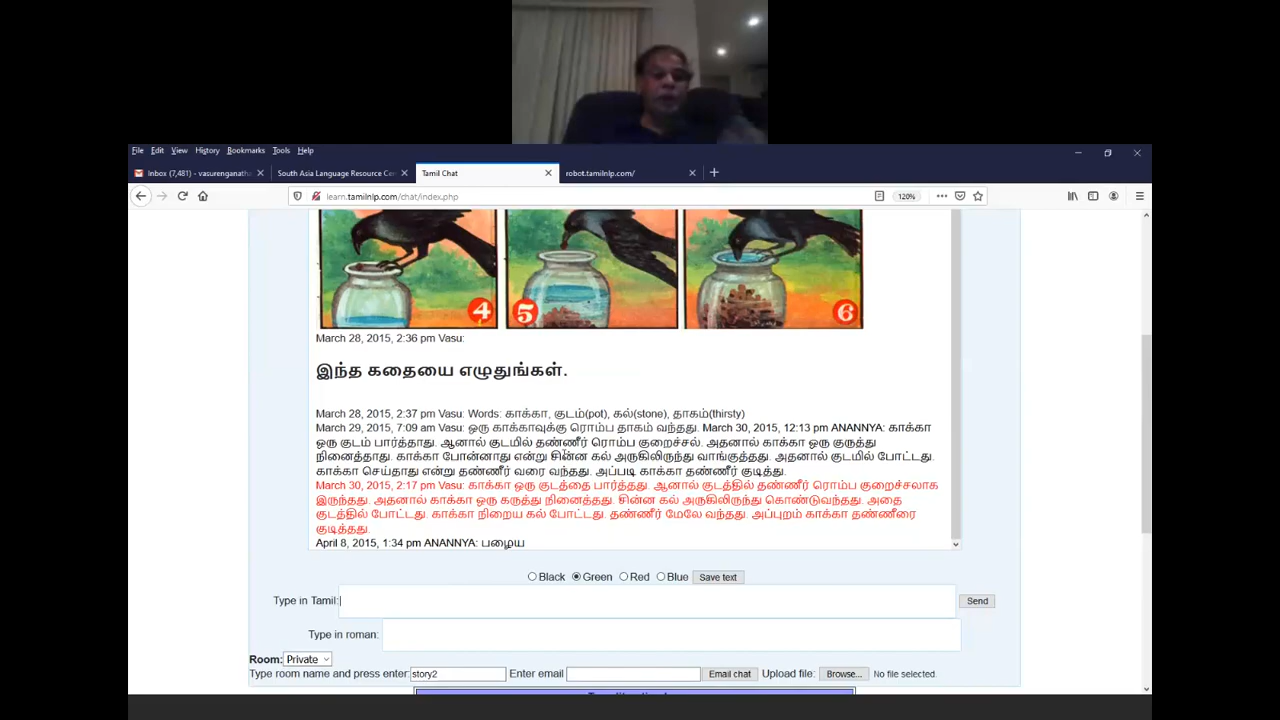 File Edit View History Bookmarks Tools Help
Inbox (7,481) - vasurenganath
South Asia Language Resource Cen
Tamil Chat
robot.tamilnlp.com/
learn.tamilnlp.com/chat/index.php
120%
4
5
6
March 28, 2015, 2:36 pm Vasu:
இந்த கதையை எழுதுங்கள்.
March 28, 2015, 2:37 pm Vasu: Words: காக்கா, குடம்(pot), கல்(stone), தாகம்(thirsty)
March 29, 2015, 7:09 am Vasu: ஒரு காக்காவுக்கு ரொம்ப தாகம் வந்தது. March 30, 2015, 12:13 pm ANANNYA: காக்கா
ஒரு குடம் பார்த்தாது. ஆனால் குடமில் தண்ணீர் ரொம்ப குறைச்சல். அதனால் காக்கா ஒரு குருத்து
நினைத்தாது. காக்கா போன்னாது என்று சின்ன கல் அருகிலிருந்து வாங்குத்தது. அதனால் குடமில் போட்டது.
காக்கா செய்தாது என்று தண்ணீர் வரை வந்தது. அப்படி காக்கா தண்ணீர் குடித்து.
March 30, 2015, 2:17 pm Vasu: காக்கா ஒரு குடத்தை பார்த்தது. ஆனால் குடத்தில் தண்ணீர் ரொம்ப குறைச்சலாக
இருந்தது. அதனால் காக்கா ஒரு கருத்து நினைத்தது. சின்ன கல் அருகிலிருந்து கொண்டுவந்தது. அதை
குடத்தில் போட்டது. காக்கா நிறைய கல் போட்டது. தண்ணீர் மேலே வந்தது. அப்புறம் காக்கா தண்ணீரை
குடித்தது.
April 8, 2015, 1:34 pm ANANNYA: பழைய
Black Green Red Blue Save text
Type in Tamil: Send
Type in roman:
Room: Private
Type room name and press enter: story2 Enter email Email chat Upload file: Browse... No file selected.